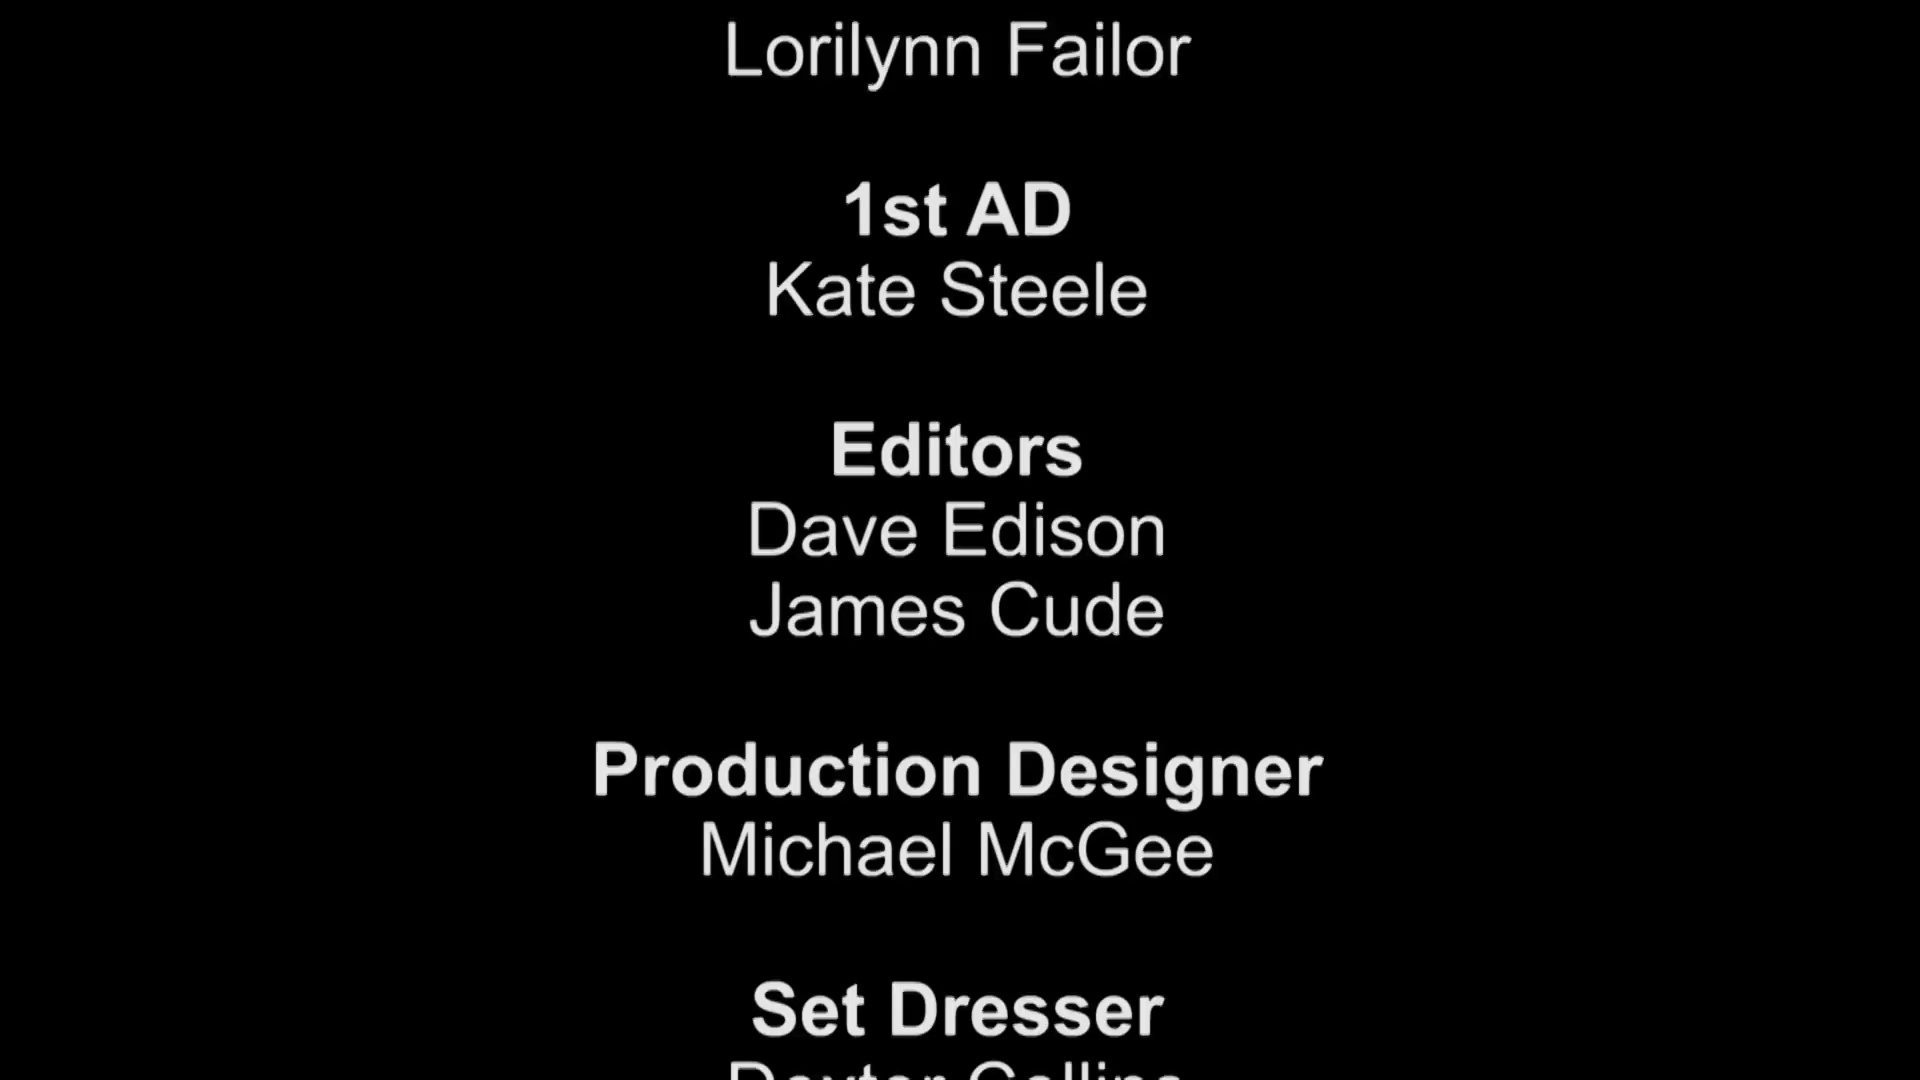 Lorilynn Failor
1st AD
Kate Steele
Editors
Dave Edison
James Cude
Production Designer
Michael McGee
Set Dresser